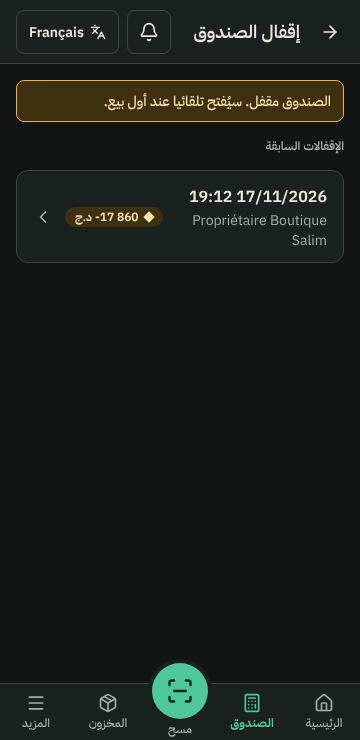 إقفال الصندوق
Français
الصندوق مقفل. سيُفتح تلقائيا عند أول بيع.
الإقفالات السابقة
17/11/2026 19:12
Propriétaire Boutique
Salim
◆ -17 860 د.ج
الرئيسية
الصندوق
مسح
المخزون
المزيد